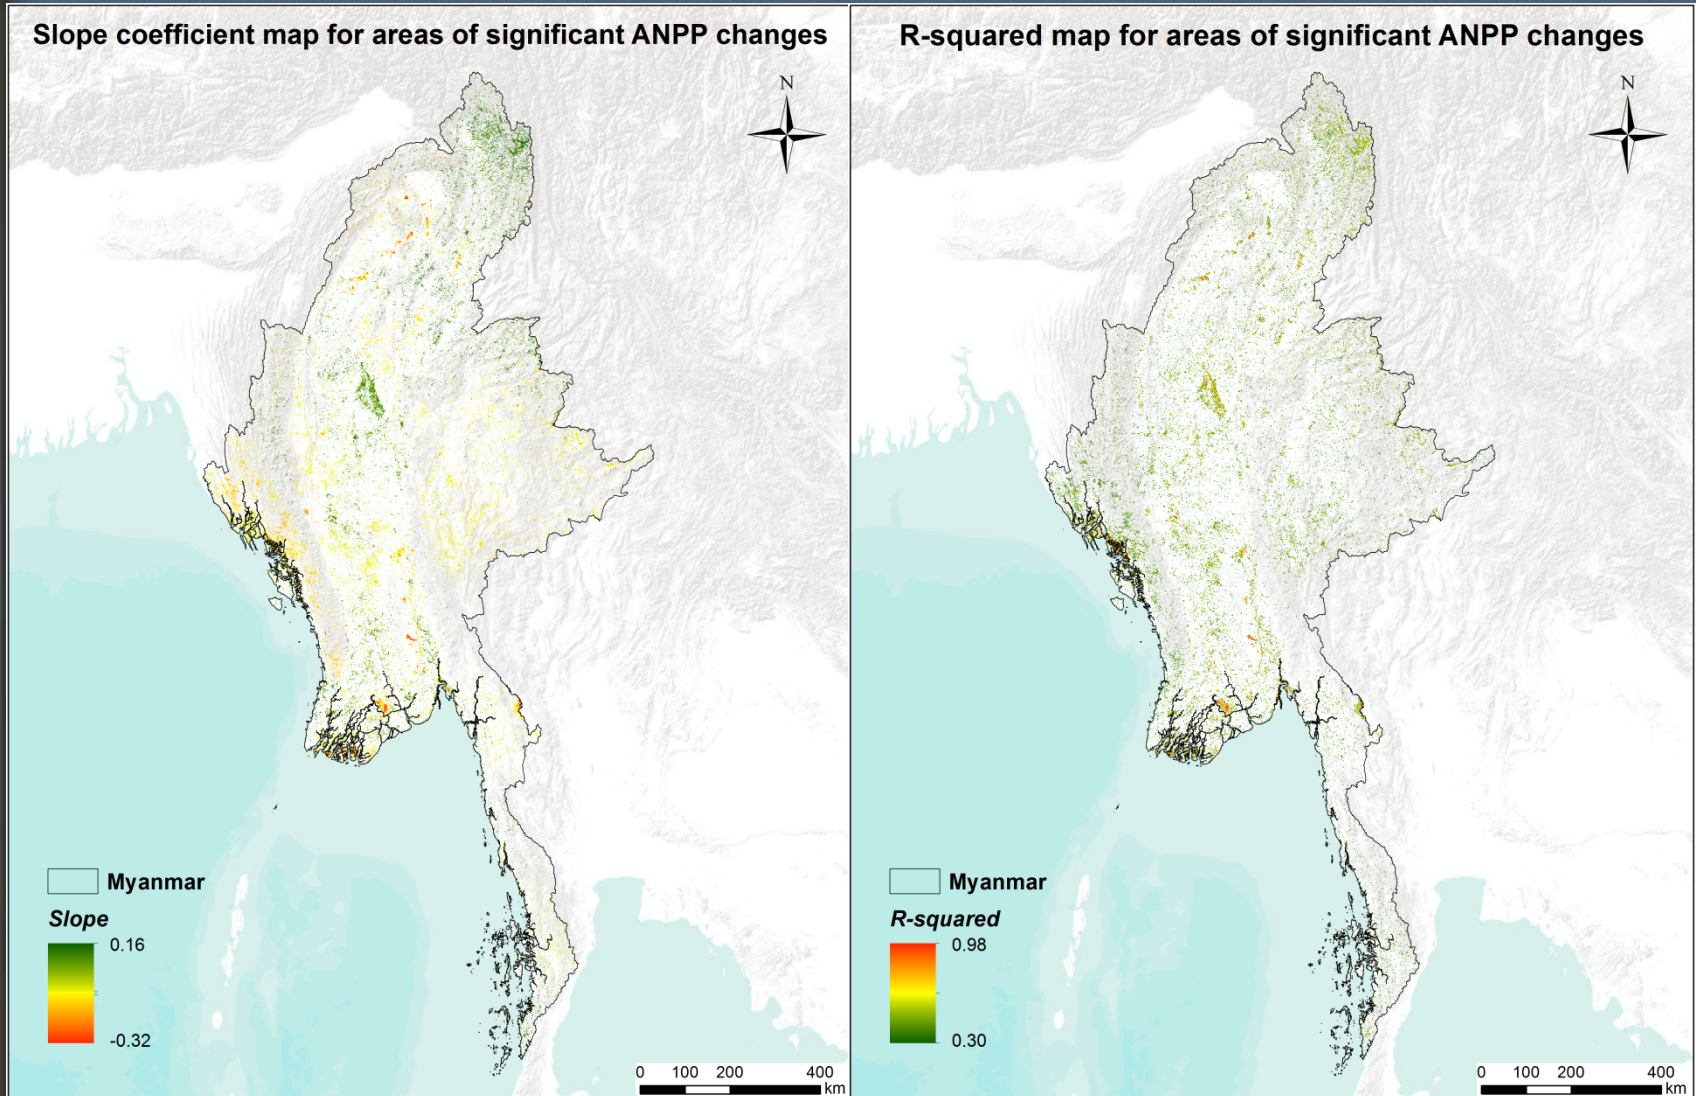 Slope coefficient map for areas of significant ANPP changes
N
Myanmar
Slope
0.16
-0.32
0 100 200 400
km
R-squared map for areas of significant ANPP changes
N
Myanmar
R-squared
0.98
0.30
0 100 200 400
km